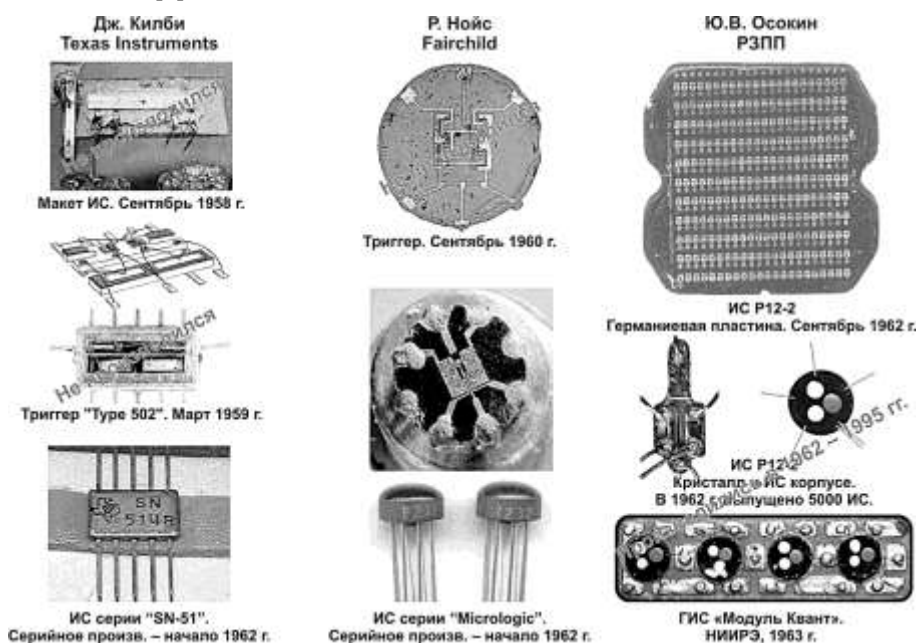 Дж. Килби
Texas Instruments
Макет ИС. Сентябрь 1958 г.
Не
лился
Триггер "Type 502". Март 1959 г.
SN
514R
ИС серии “SN-51”.
Серийное произв. – начало 1962 г.
Р. Нойс
Fairchild
Триггер. Сентябрь 1960 г.
ИС серии “Micrologic”.
Серийное произв. – начало 1962 г.
Ю.В. Осокин
РЗПП
ИС Р12-2
Германиевая пластина. Сентябрь 1962 г.
ИС Р12-2
Кристалл и ИС корпусе.
В 1962 г. выпущено 5000 ИС.
1962 – 1995 гг.
ГИС «Модуль Квант».
НИИРЭ, 1963 г.